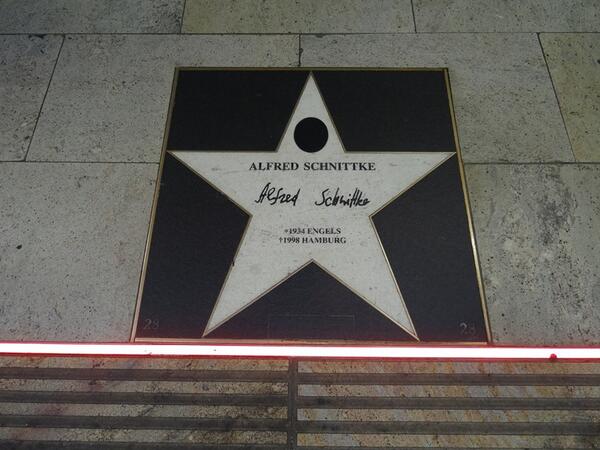 ALFRED SCHNITTKE
Alfred Schnittke
*1934 ENGELS
†1998 HAMBURG
28 28